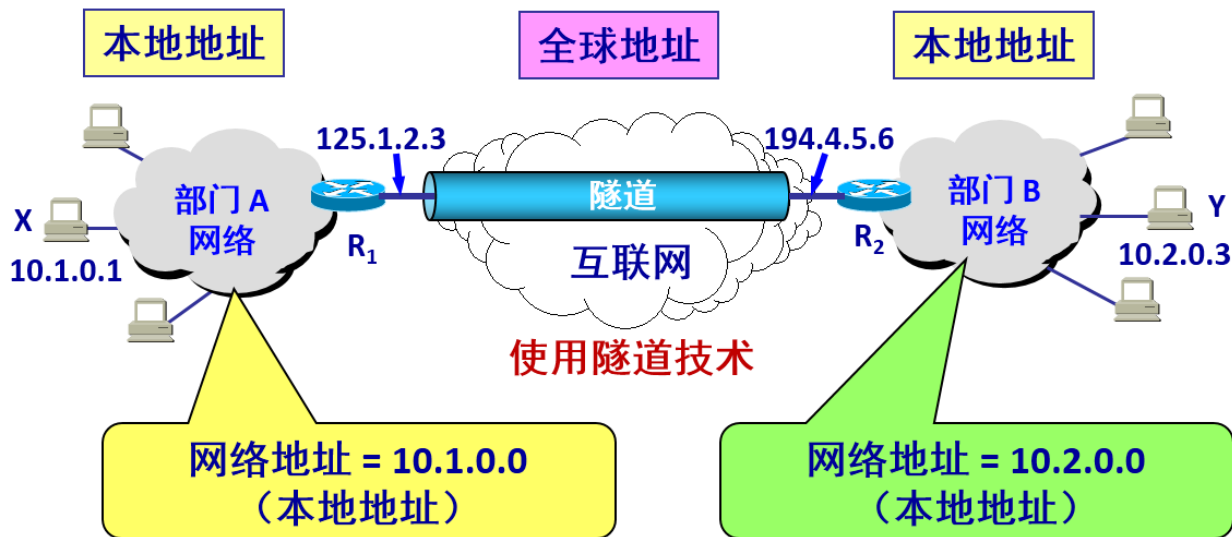 本地地址
全球地址
本地地址
125.1.2.3
194.4.5.6
部门 A
网络
隧道
部门 B
网络
X
Y
R1
R2
10.1.0.1
互联网
10.2.0.3
使用隧道技术
网络地址 = 10.1.0.0
（本地地址）
网络地址 = 10.2.0.0
（本地地址）